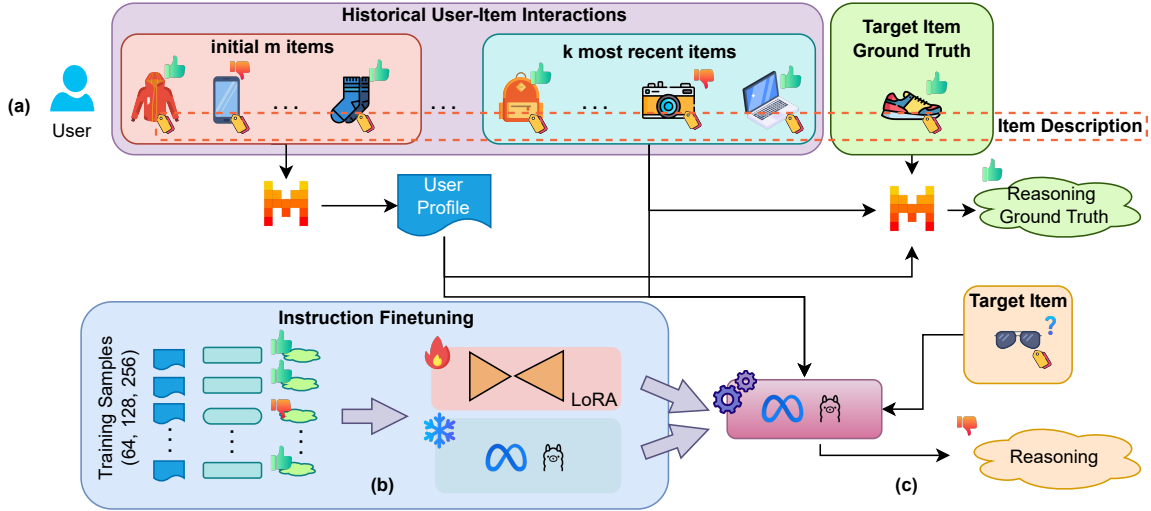 Historical User-Item Interactions
initial m items
k most recent items
Target Item
Ground Truth
(a)
User
. . .
. . .
. . .
Item Description
User
Profile
Reasoning
Ground Truth
Instruction Finetuning
Training Samples
(64, 128, 256)
LoRA
(b)
Target Item
?
(c)
Reasoning